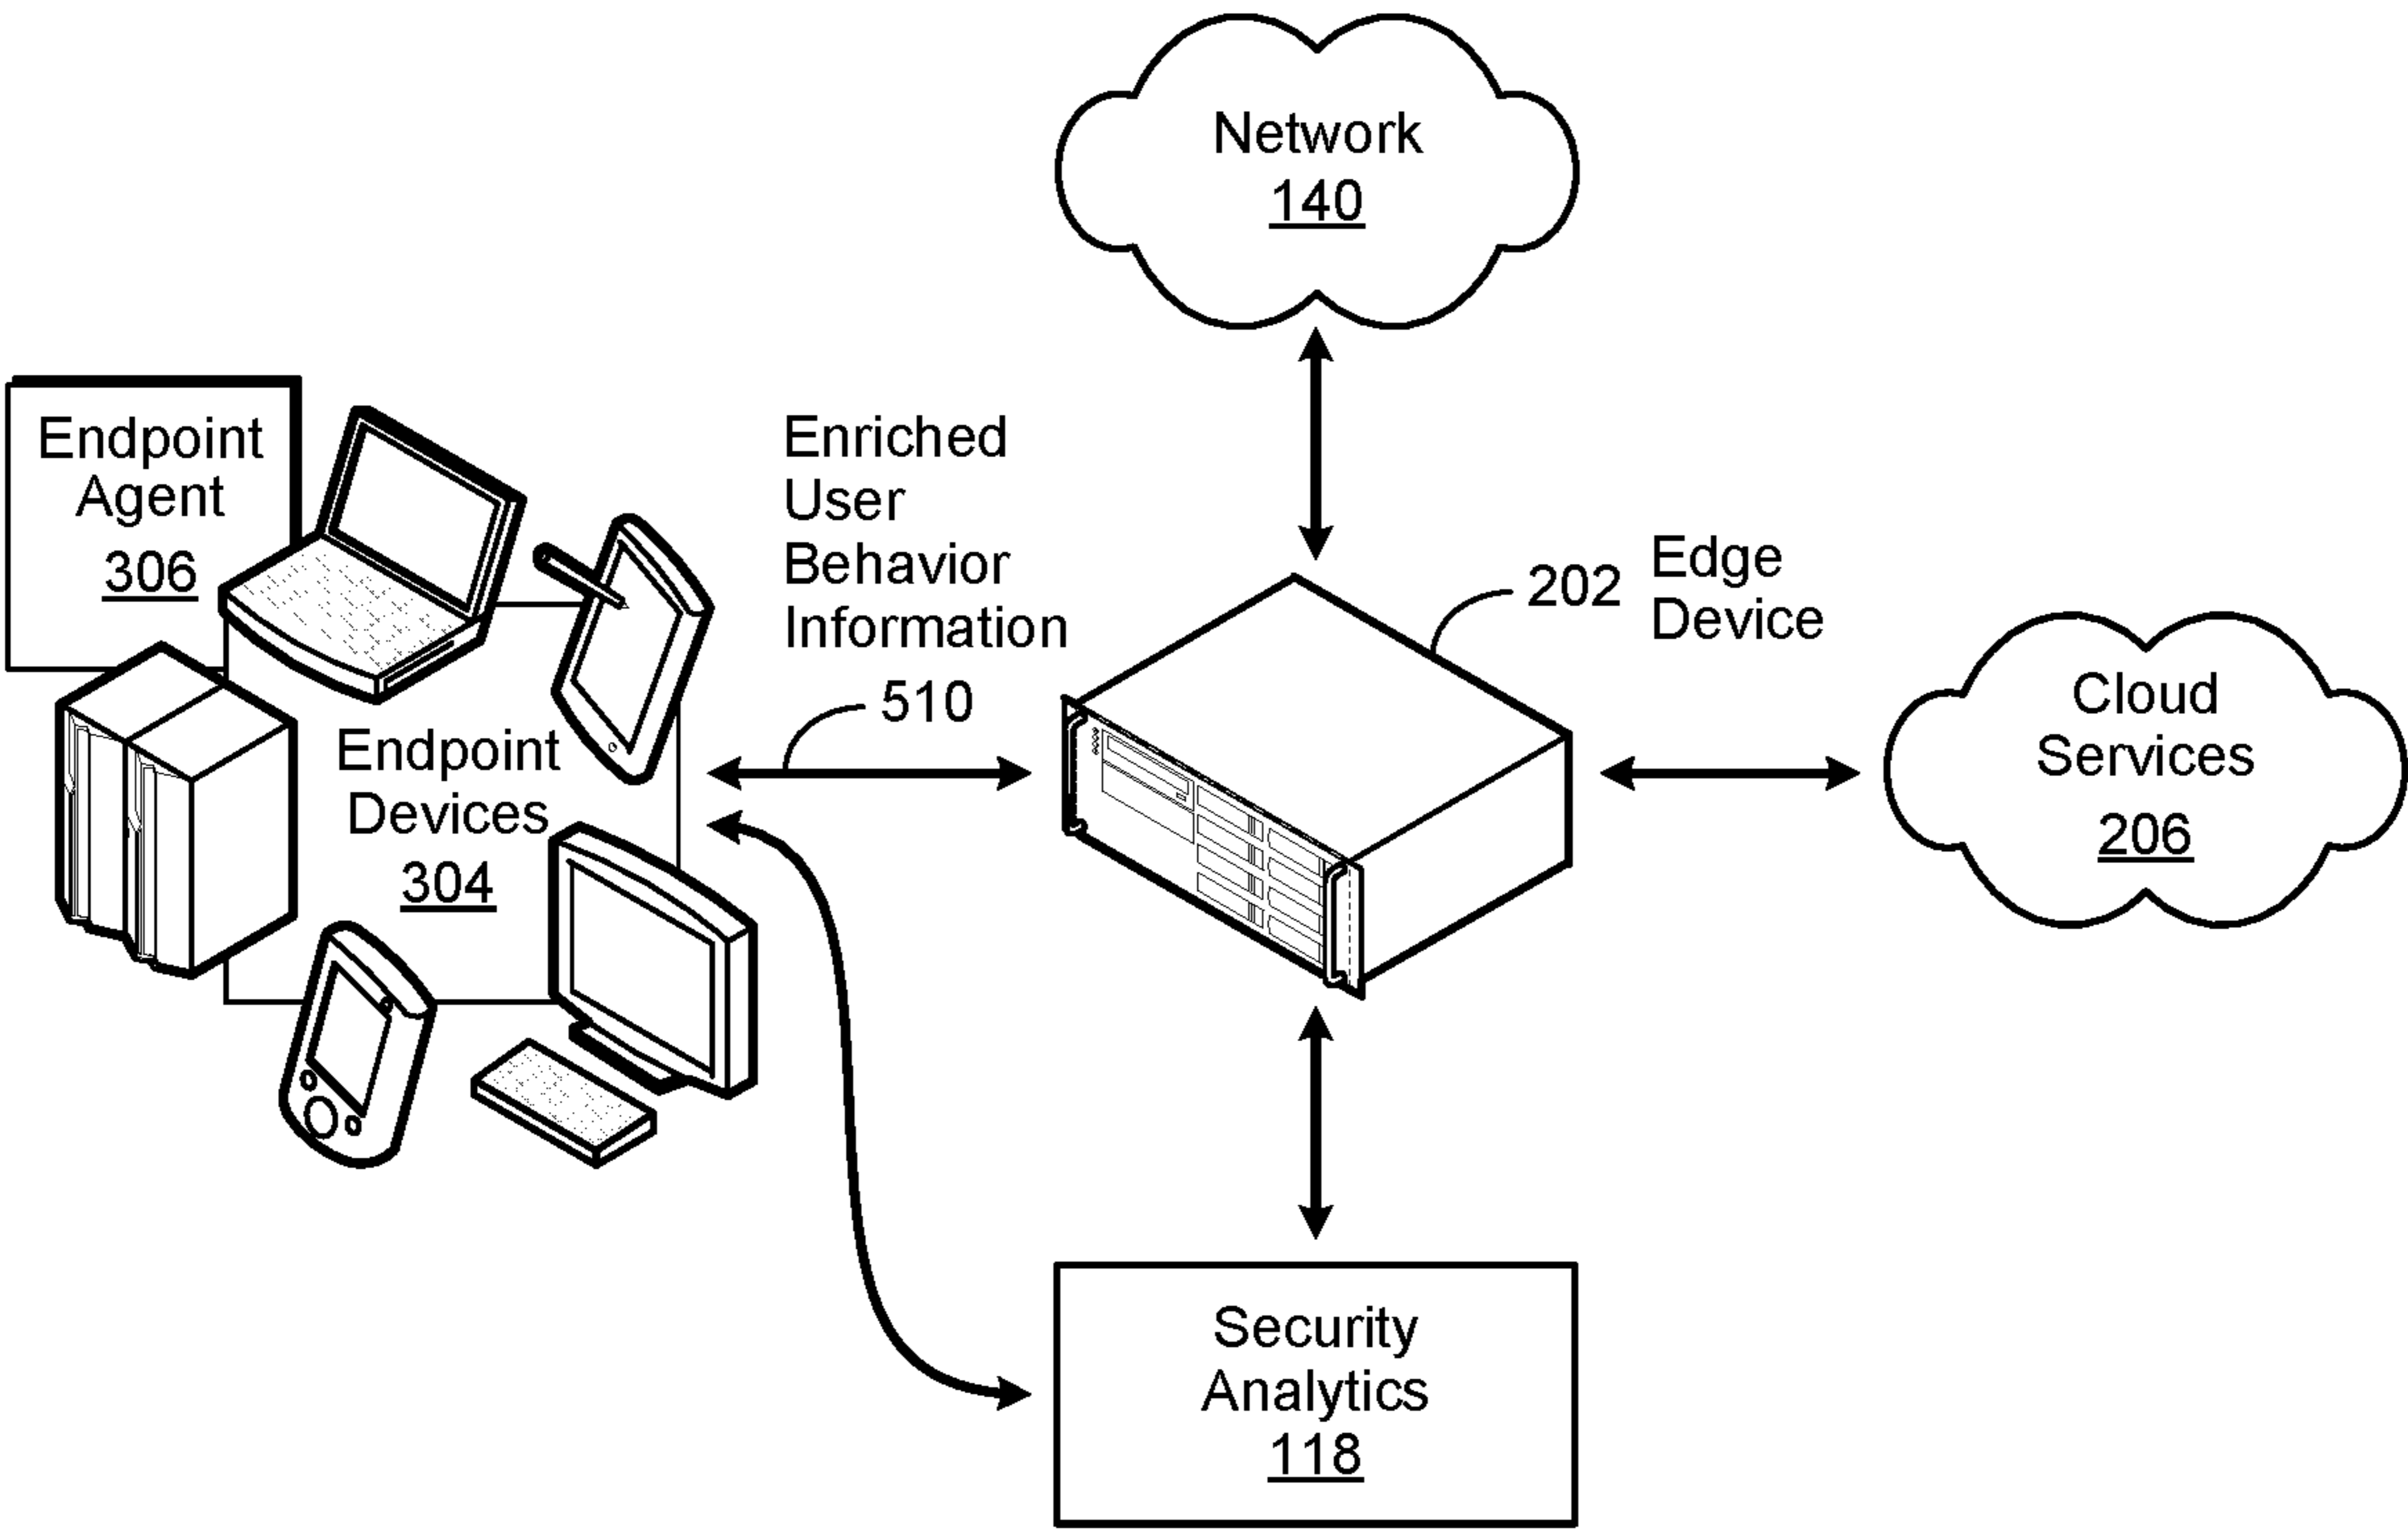 Network
140
Endpoint
Agent
306
Enriched
User
Behavior
Information
510
202
Edge
Device
Cloud
Services
206
Endpoint
Devices
304
Security
Analytics
118